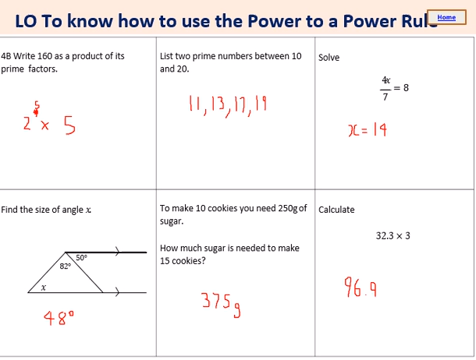 LO To know how to use the Power to a Power Rule
Home
4B Write 160 as a product of its
prime factors.
2⁵ × 5
List two prime numbers between 10
and 20.
11, 13, 17, 19
Solve
4x/7 = 8
x = 14
Find the size of angle x
50°
82°
x
48°
To make 10 cookies you need 250g of
sugar.
How much sugar is needed to make
15 cookies?
375g
Calculate
32.3 × 3
96.9